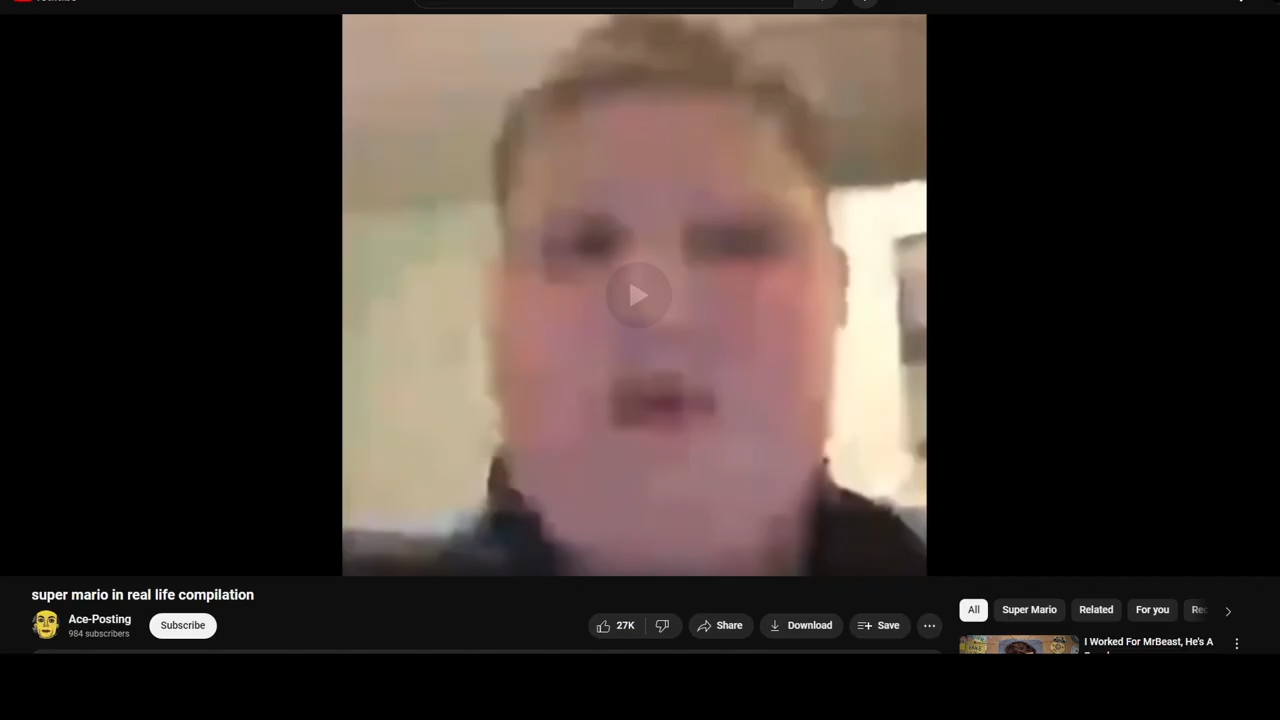 super mario in real life compilation
Ace-Posting
984 subscribers
Subscribe
27K
Share
Download
Save
All
Super Mario
Related
For you
I Worked For MrBeast, He's A